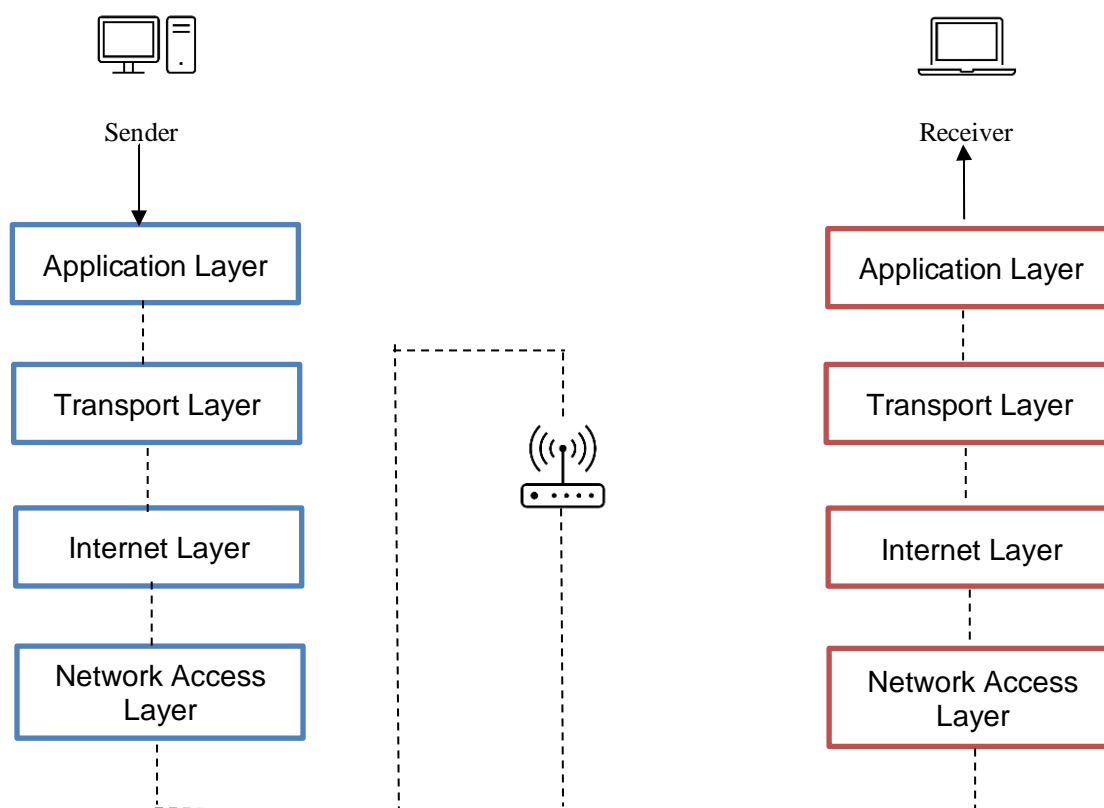 Sender
Receiver
Application Layer
Application Layer
Transport Layer
Transport Layer
Internet Layer
Internet Layer
Network Access
Layer
Network Access
Layer